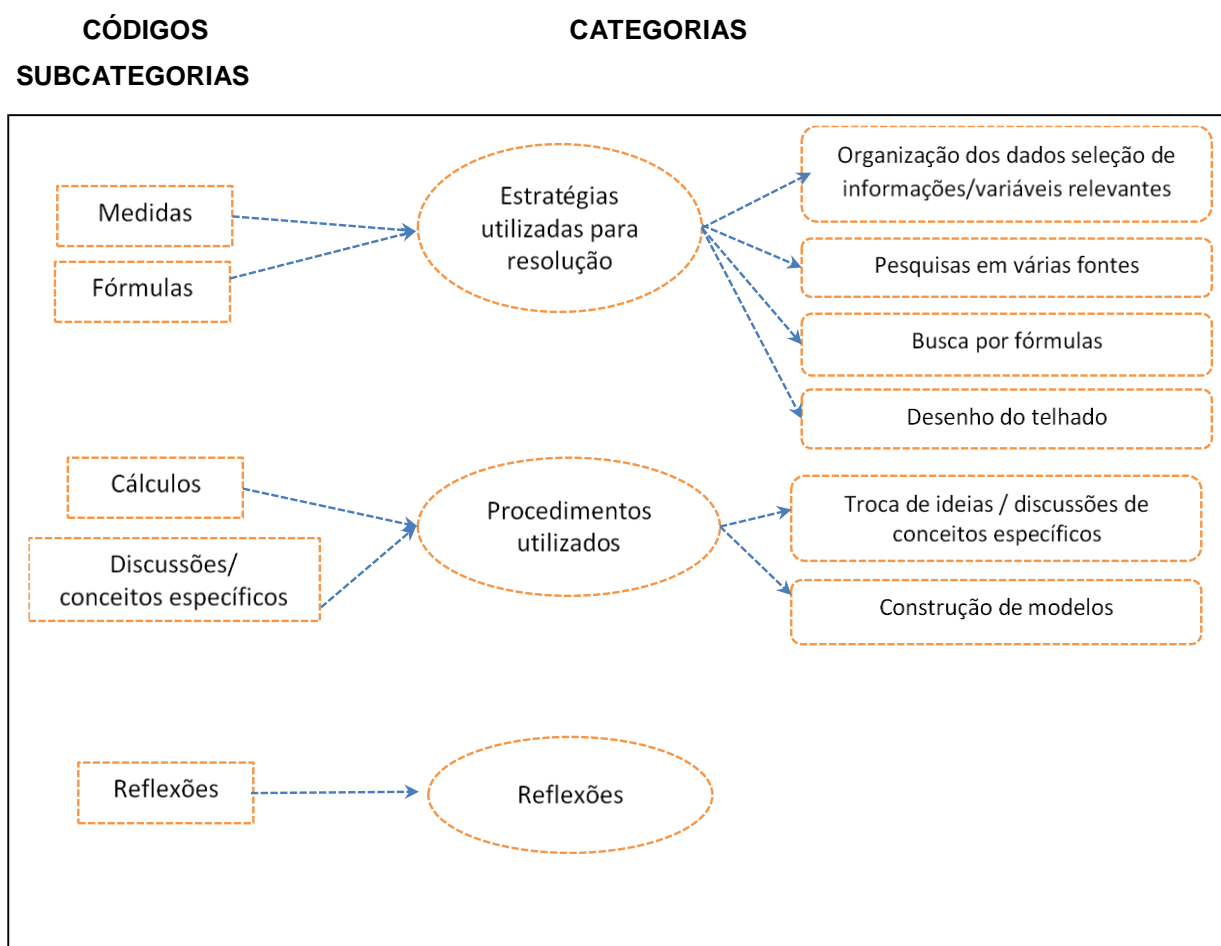 CÓDIGOS CATEGORIAS
SUBCATEGORIAS
Medidas
Fórmulas
Estratégias
utilizadas para
resolução
Organização dos dados seleção de
informações/variáveis relevantes
Pesquisas em várias fontes
Busca por fórmulas
Desenho do telhado
Cálculos
Discussões/
conceitos específicos
Procedimentos
utilizados
Troca de ideias / discussões de
conceitos específicos
Construção de modelos
Reflexões
Reflexões